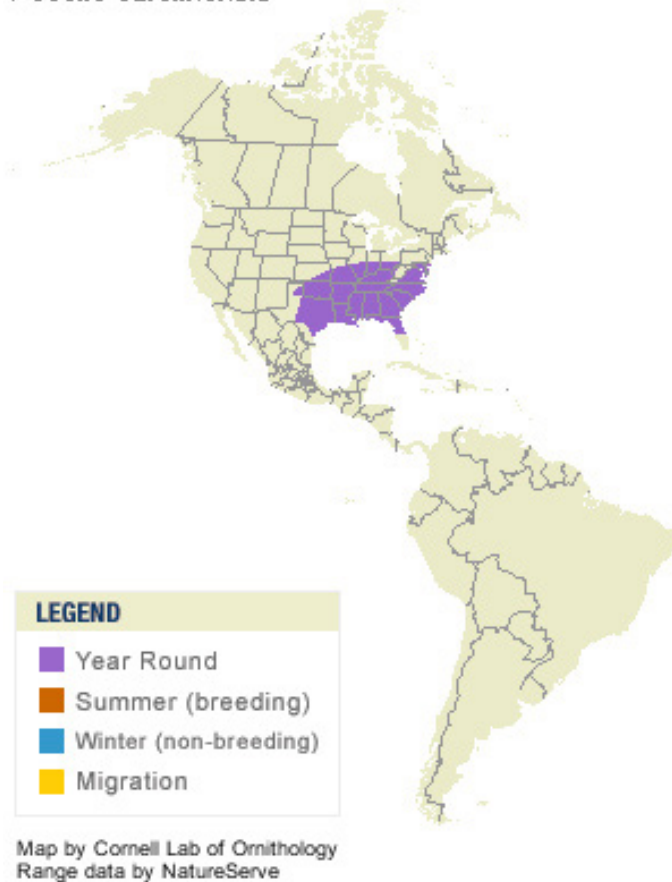 LEGEND
Year Round
Summer (breeding)
Winter (non-breeding)
Migration
Map by Cornell Lab of Ornithology
Range data by NatureServe